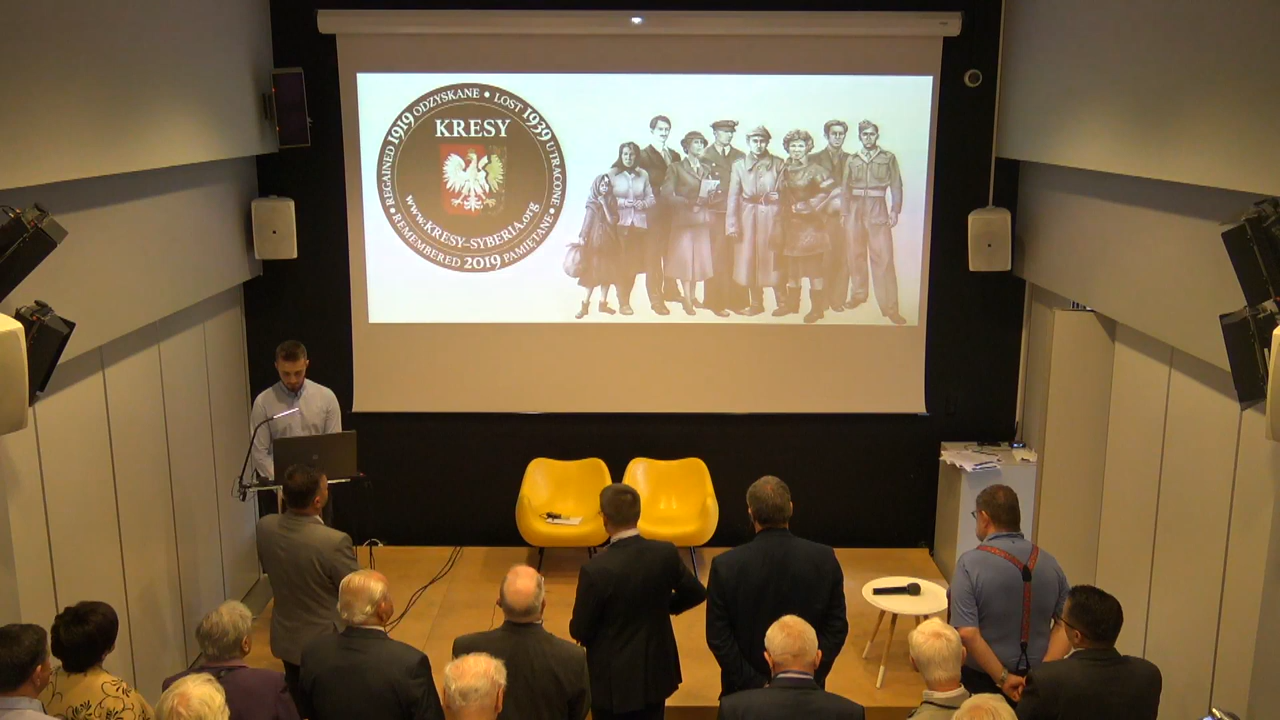 REGAINED 1919 ODZYSKANE • LOST 1939 UTRACONE •
KRESY
www.KRESY-SYBERIA.org
REMEMBERED 2019 PAMIĘTANE